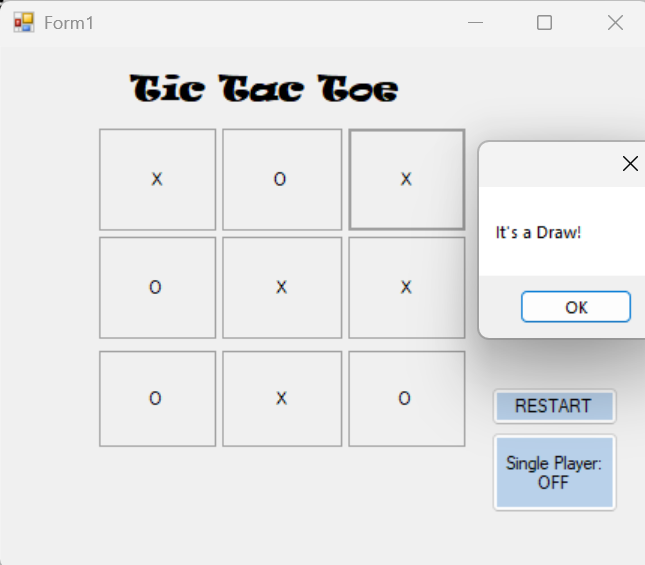 Form1
Tic Tac Toe
X O X
It's a Draw!
O X X
OK
O X O
RESTART
Single Player:
OFF